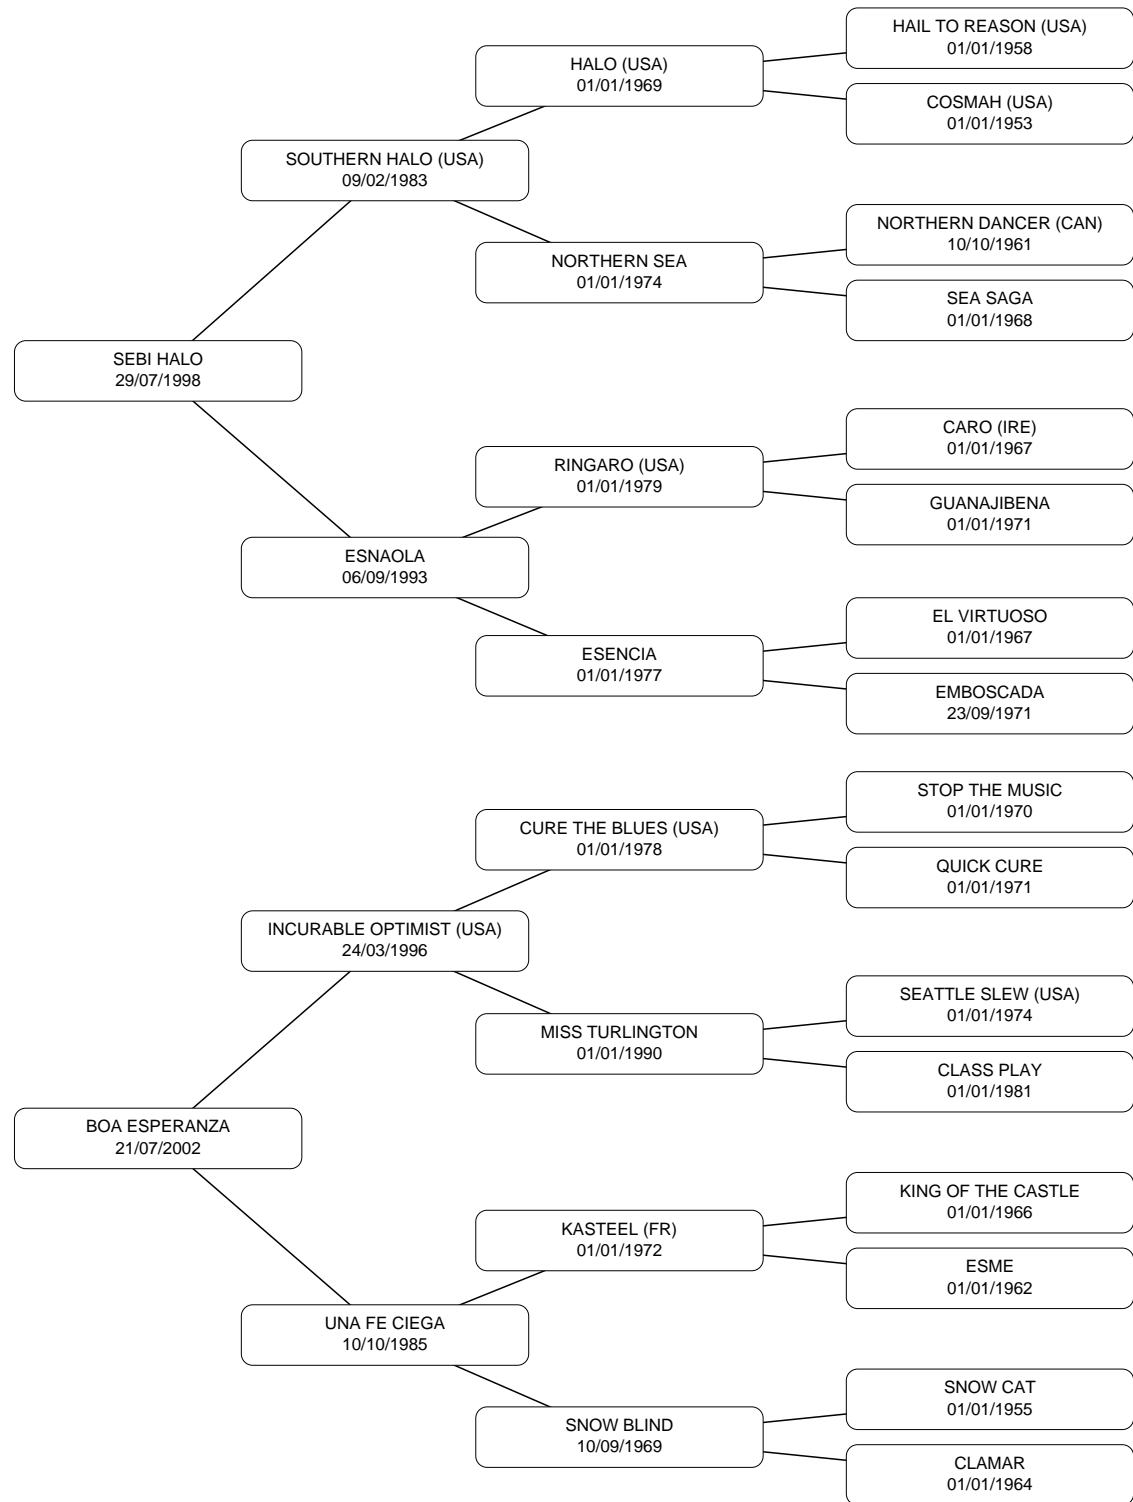 HAIL TO REASON (USA)
01/01/1958
HALO (USA)
01/01/1969
COSMAH (USA)
01/01/1953
SOUTHERN HALO (USA)
09/02/1983
NORTHERN DANCER (CAN)
10/10/1961
NORTHERN SEA
01/01/1974
SEA SAGA
01/01/1968
SEBI HALO
29/07/1998
CARO (IRE)
01/01/1967
RINGARO (USA)
01/01/1979
GUANAJIBENA
01/01/1971
ESNAOLA
06/09/1993
EL VIRTUOSO
01/01/1967
ESENCIA
01/01/1977
EMBOSCADA
23/09/1971
STOP THE MUSIC
01/01/1970
CURE THE BLUES (USA)
01/01/1978
QUICK CURE
01/01/1971
INCURABLE OPTIMIST (USA)
24/03/1996
SEATTLE SLEW (USA)
01/01/1974
MISS TURLINGTON
01/01/1990
CLASS PLAY
01/01/1981
BOA ESPERANZA
21/07/2002
KING OF THE CASTLE
01/01/1966
KASTEEL (FR)
01/01/1972
ESME
01/01/1962
UNA FE CIEGA
10/10/1985
SNOW CAT
01/01/1955
SNOW BLIND
10/09/1969
CLAMAR
01/01/1964